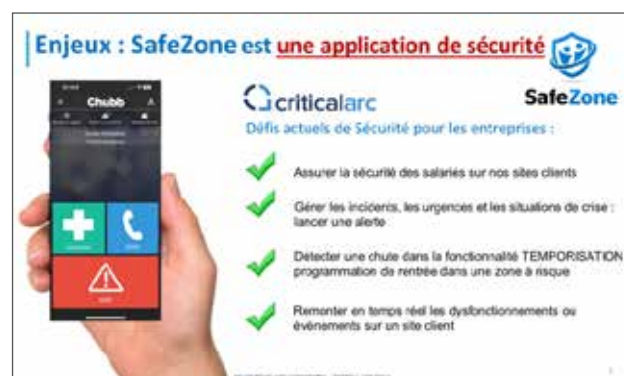 Enjeux : SafeZone est une application de sécurité
SafeZone
Chubb
criticalarc
Défis actuels de Sécurité pour les entreprises :
Assurer la sécurité des salariés sur nos sites clients
Gérer les incidents, les urgences et les situations de crise :
lancer une alerte
Détecter une chute dans la fonctionnalité TEMPORISATION
programmation de rentrée dans une zone à risque
Remonter en temps réel les dysfonctionnements ou
évènements sur un site client